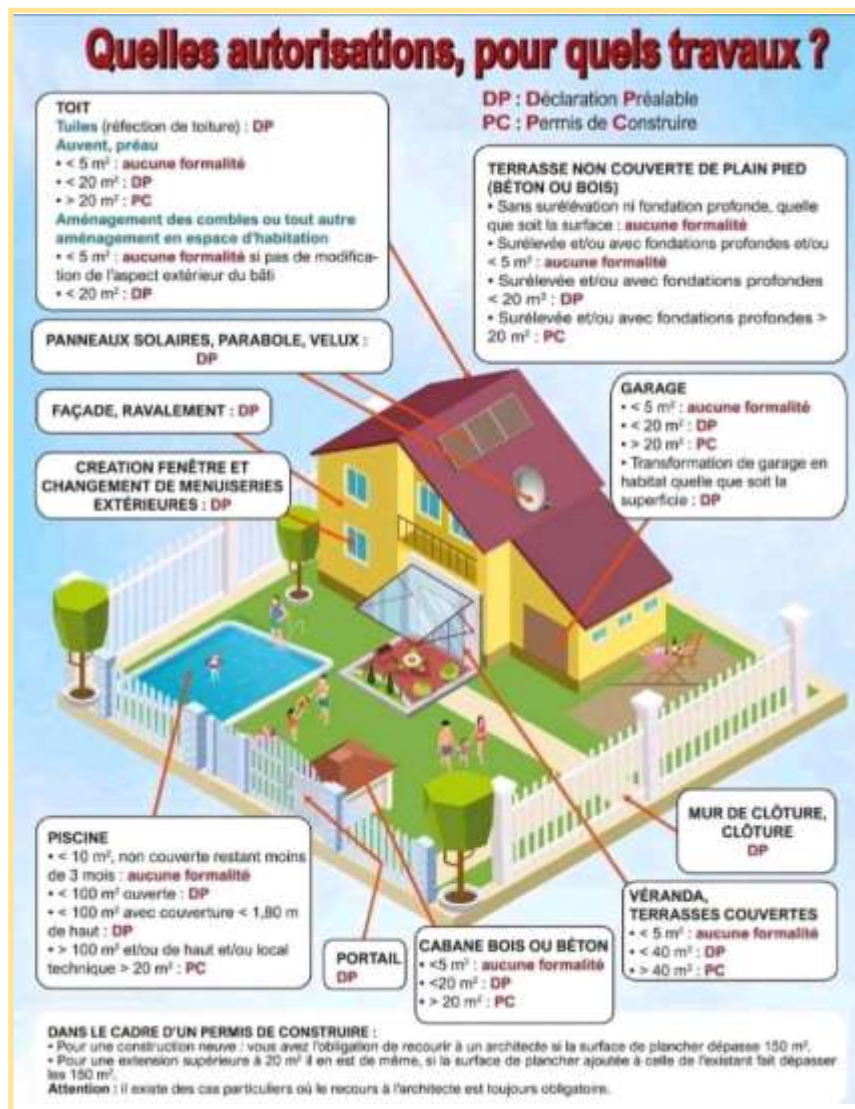 Quelles autorisations, pour quels travaux ?
DP : Déclaration Préalable
PC : Permis de Construire
TOIT
Tuiles (réfection de toiture) : DP
Auvent, préau
• < 5 m² : aucune formalité
• < 20 m² : DP
• > 20 m² : PC
Aménagement des combles ou tout autre
aménagement en espace d'habitation
• < 5 m² : aucune formalité si pas de modifica-
tion de l'aspect extérieur du bâti
• < 20 m² : DP
TERRASSE NON COUVERTE DE PLAIN PIED
(BÉTON OU BOIS)
• Sans surélévation ni fondation profonde, quelle
que soit la surface : aucune formalité
• Surélevée et/ou avec fondations profondes et/ou
< 5 m² : aucune formalité
• Surélevée et/ou avec fondations profondes
< 20 m² : DP
• Surélevée et/ou avec fondations profondes >
20 m² : PC
PANNEAUX SOLAIRES, PARABOLE, VELUX :
DP
FAÇADE, RAVALEMENT : DP
CREATION FENÊTRE ET
CHANGEMENT DE MENUISERIES
EXTÉRIEURES : DP
GARAGE
• < 5 m² : aucune formalité
• < 20 m² : DP
• > 20 m² : PC
• Transformation de garage en
habitat quelle que soit la
superficie : DP
PISCINE
• < 10 m², non couverte restant moins
de 3 mois : aucune formalité
• < 100 m² ouverte : DP
• < 100 m² avec couverture < 1,80 m
de haut : DP
• > 100 m² et/ou de haut et/ou local
technique > 20 m² : PC
PORTAIL
DP
CABANE BOIS OU BÉTON
• <5 m² : aucune formalité
• <20 m² : DP
• > 20 m² : PC
MUR DE CLÔTURE,
CLÔTURE
DP
VÉRANDA,
TERRASSES COUVERTES
• < 5 m² : aucune formalité
• < 40 m² : DP
• > 40 m² : PC
DANS LE CADRE D'UN PERMIS DE CONSTRUIRE :
• Pour une construction neuve : vous avez l'obligation de recourir à un architecte si la surface de plancher dépasse 150 m².
• Pour une extension supérieure à 20 m² il en est de même, si la surface de plancher ajoutée à celle de l'existant fait dépasser
les 150 m².
Attention : il existe des cas particuliers où le recours à l'architecte est toujours obligatoire.